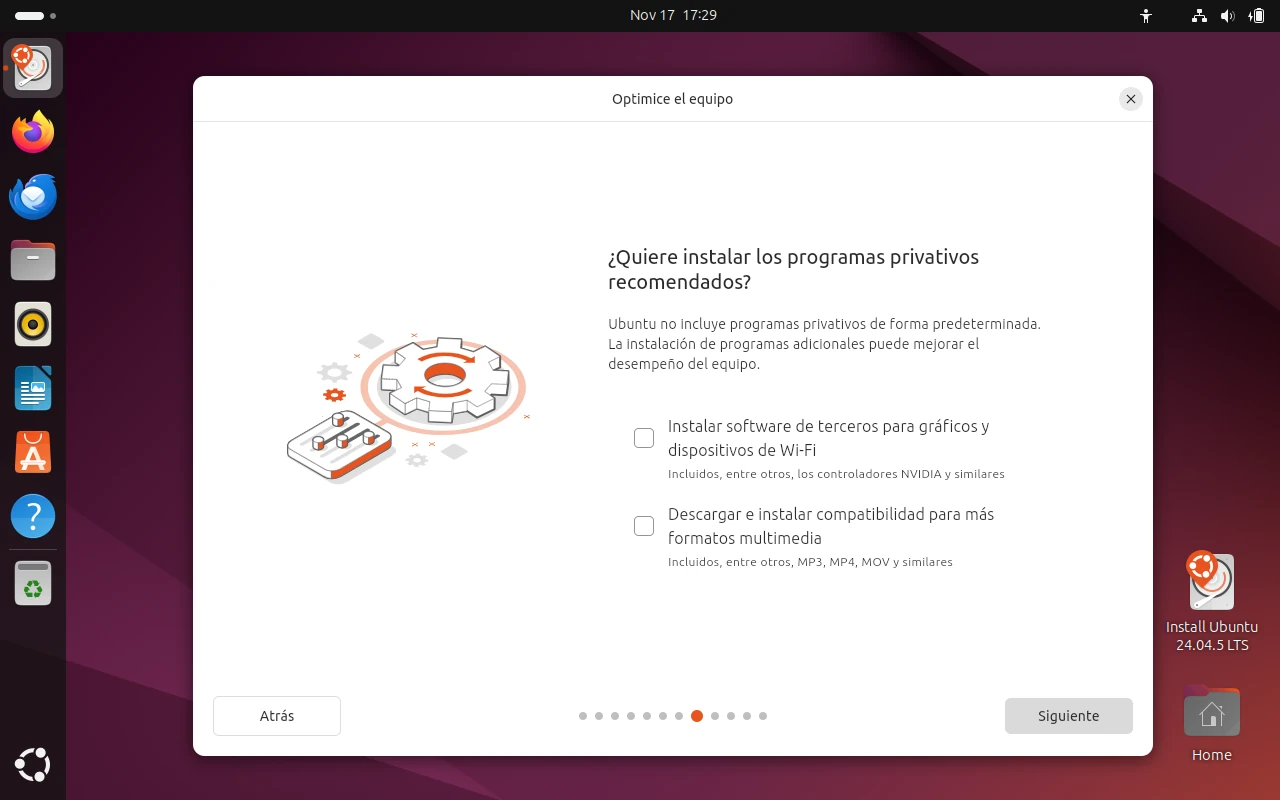 Nov 17 17:29
Optimice el equipo
¿Quiere instalar los programas privativos
recomendados?
Ubuntu no incluye programas privativos de forma predeterminada.
La instalación de programas adicionales puede mejorar el
desempeño del equipo.
Instalar software de terceros para gráficos y
dispositivos de Wi-Fi
Incluidos, entre otros, los controladores NVIDIA y similares
Descargar e instalar compatibilidad para más
formatos multimedia
Incluidos, entre otros, MP3, MP4, MOV y similares
Atrás
Siguiente
Install Ubuntu
24.04.5 LTS
Home